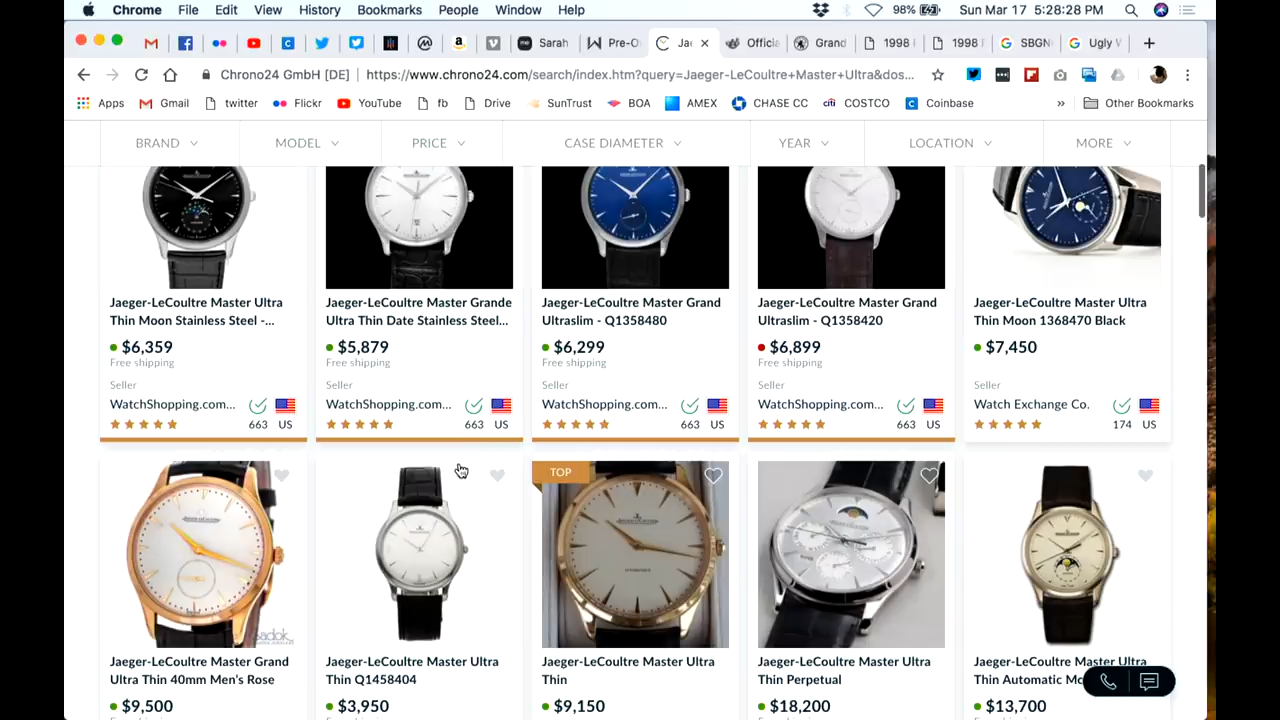 Chrome File Edit View History Bookmarks People Window Help 98% Sun Mar 17 5:28:28 PM
Sarah Pre-O Jae Officia Grand 1998 F 1998 SBGN Ugly W
Chrono24 GmbH [DE] https://www.chrono24.com/search/index.htm?query=Jaeger-LeCoultre+Master+Ultra&dos...
Apps Gmail twitter Flickr YouTube fb Drive SunTrust BOA AMEX CHASE CC COSTCO Coinbase » Other Bookmarks
BRAND MODEL PRICE CASE DIAMETER YEAR LOCATION MORE
Jaeger-LeCoultre Master Ultra
Thin Moon Stainless Steel -...
$6,359
Free shipping
Seller
WatchShopping.com...
663 US
Jaeger-LeCoultre Master Grande
Ultra Thin Date Stainless Steel...
$5,879
Free shipping
Seller
WatchShopping.com...
663 US
Jaeger-LeCoultre Master Grand
Ultraslim - Q1358480
$6,299
Free shipping
Seller
WatchShopping.com...
663 US
Jaeger-LeCoultre Master Grand
Ultraslim - Q1358420
$6,899
Free shipping
Seller
WatchShopping.com...
663 US
Jaeger-LeCoultre Master Ultra
Thin Moon 1368470 Black
$7,450
Seller
Watch Exchange Co.
174 US
Jaeger-LeCoultre Master Grand
Ultra Thin 40mm Men's Rose
$9,500
Jaeger-LeCoultre Master Ultra
Thin Q1458404
$3,950
TOP
Jaeger-LeCoultre Master Ultra
Thin
$9,150
Jaeger-LeCoultre Master Ultra
Thin Perpetual
$18,200
Jaeger-LeCoultre Master Ultra
Thin Automatic Mo
$13,700